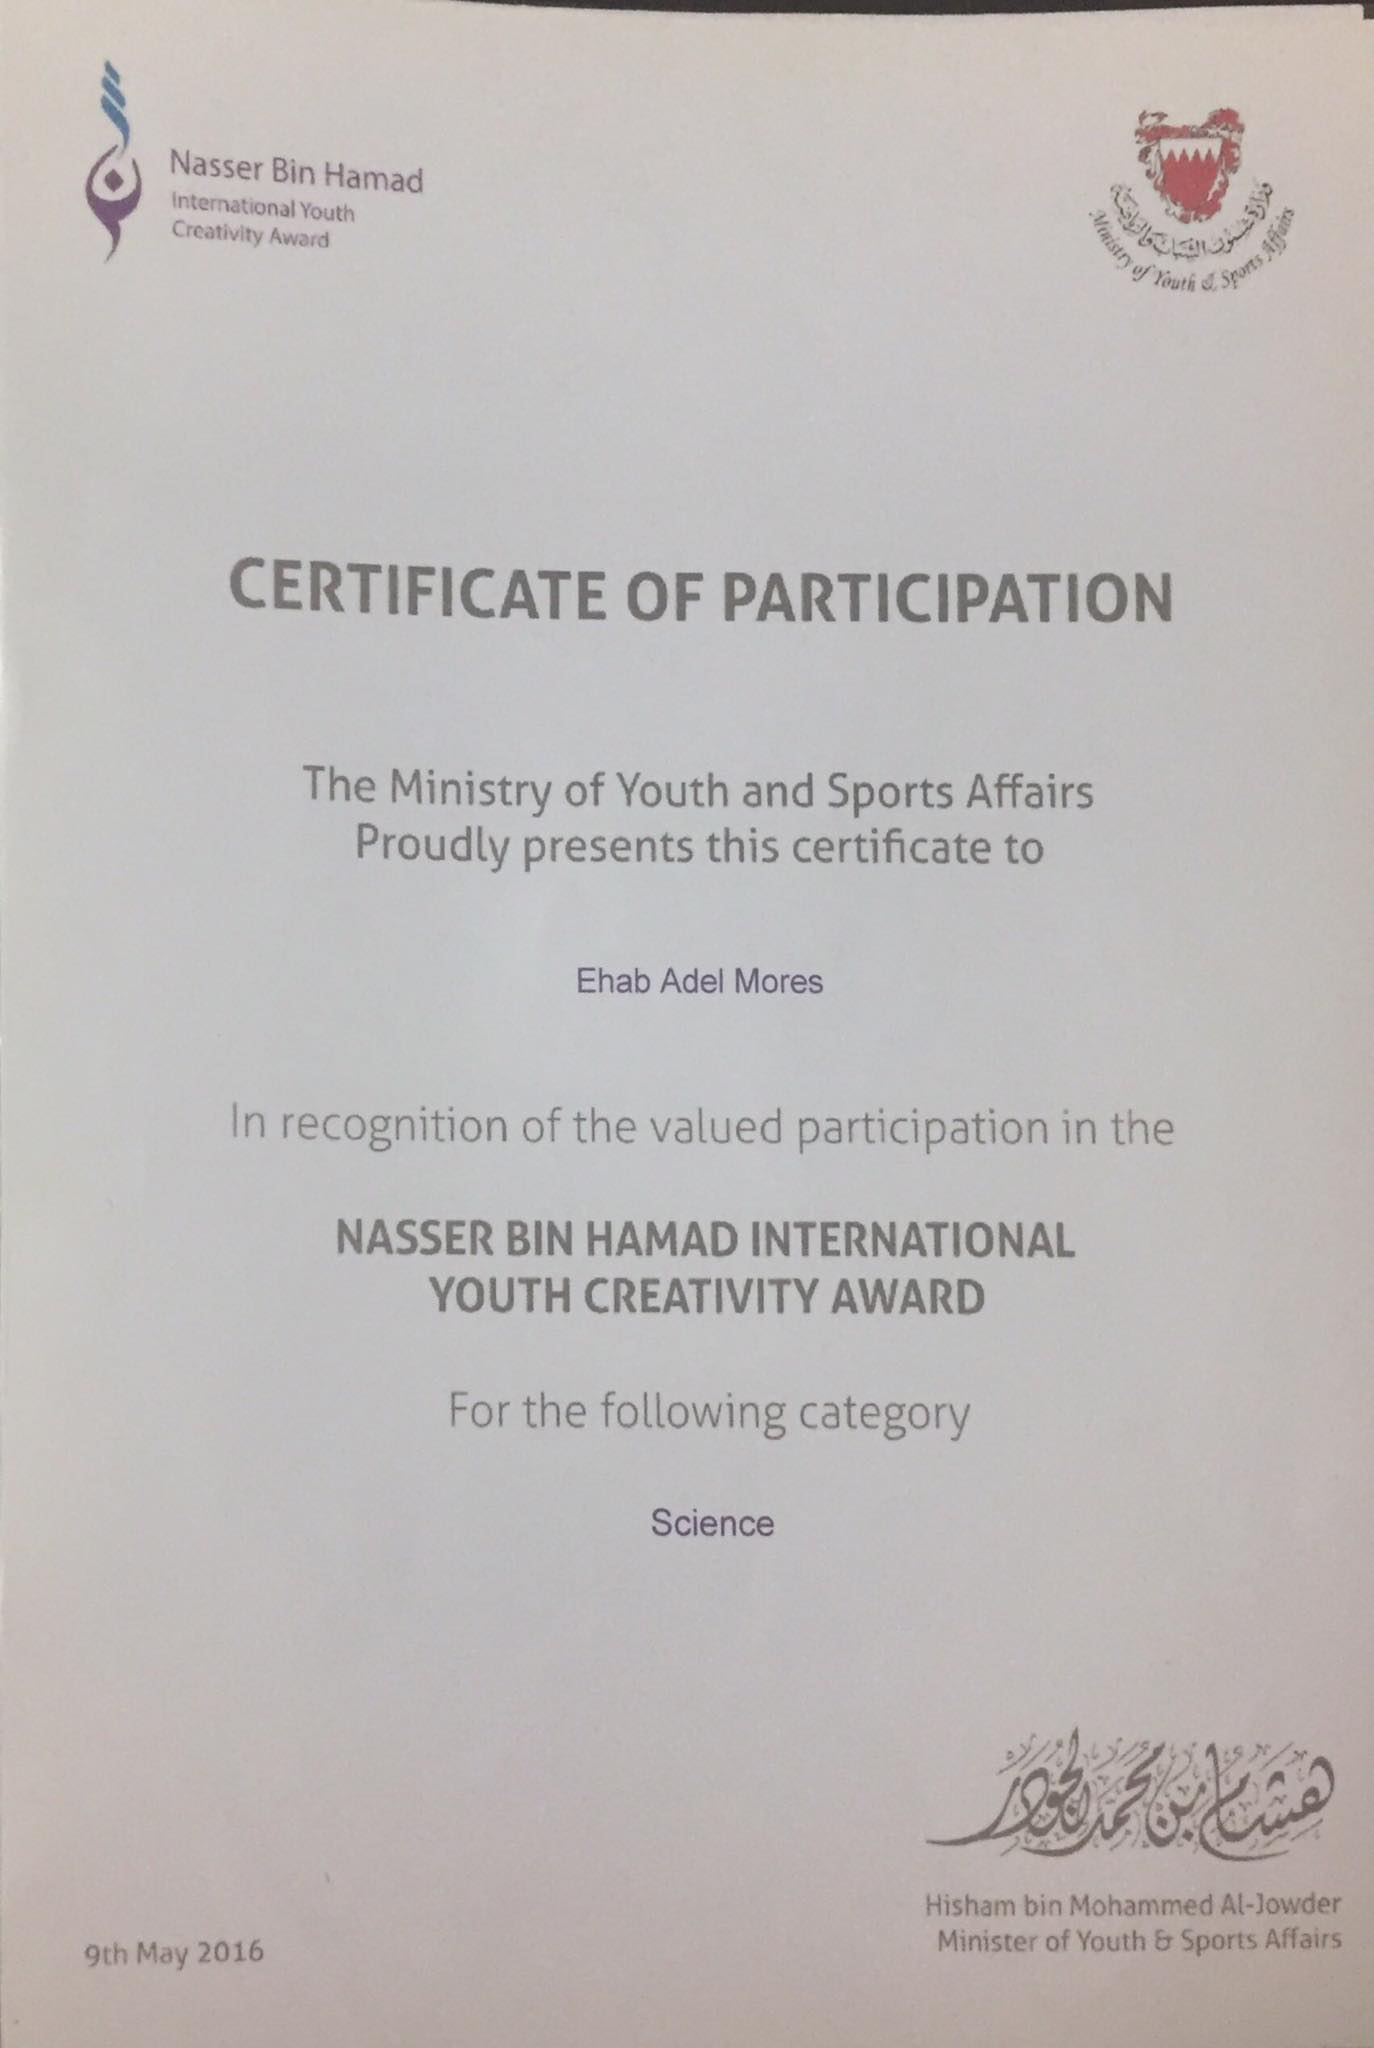 Nasser Bin Hamad
International Youth
Creativity Award
وزارة شئون الشباب والرياضة
Ministry of Youth & Sports Affairs
CERTIFICATE OF PARTICIPATION
The Ministry of Youth and Sports Affairs
Proudly presents this certificate to
Ehab Adel Mores
In recognition of the valued participation in the
NASSER BIN HAMAD INTERNATIONAL
YOUTH CREATIVITY AWARD
For the following category
Science
هشام بن محمد الجودر
Hisham bin Mohammed Al-Jowder
Minister of Youth & Sports Affairs
9th May 2016